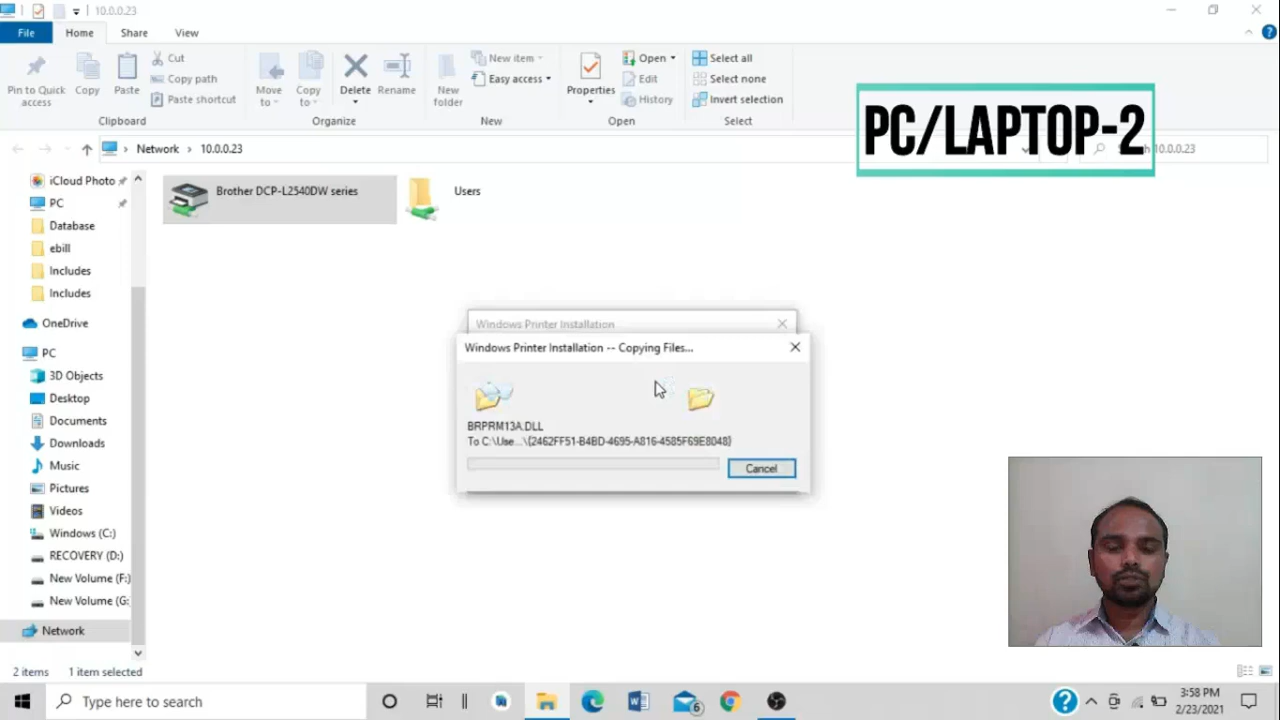 10.0.0.23
File
Home
Share
View
Pin to Quick access
Copy
Paste
Cut
Copy path
Paste shortcut
Clipboard
Move to
Copy to
Delete
Rename
Organize
New folder
New item
Easy access
New
Properties
Open
Edit
History
Open
Select all
Select none
Invert selection
Select
PC/LAPTOP-2
Network > 10.0.0.23
10.0.0.23
iCloud Photo
PC
Database
ebill
Includes
Includes
OneDrive
PC
3D Objects
Desktop
Documents
Downloads
Music
Pictures
Videos
Windows (C:)
RECOVERY (D:)
New Volume (F:)
New Volume (G:
Network
Brother DCP-L2540DW series
Users
Windows Printer Installation
Windows Printer Installation -- Copying Files...
BRPRM13A.DLL
To C:\Use...\{2462FF51-B4BD-4695-A816-4585F69E8048}
Cancel
2 items
1 item selected
Type here to search
6
3:58 PM
2/23/2021